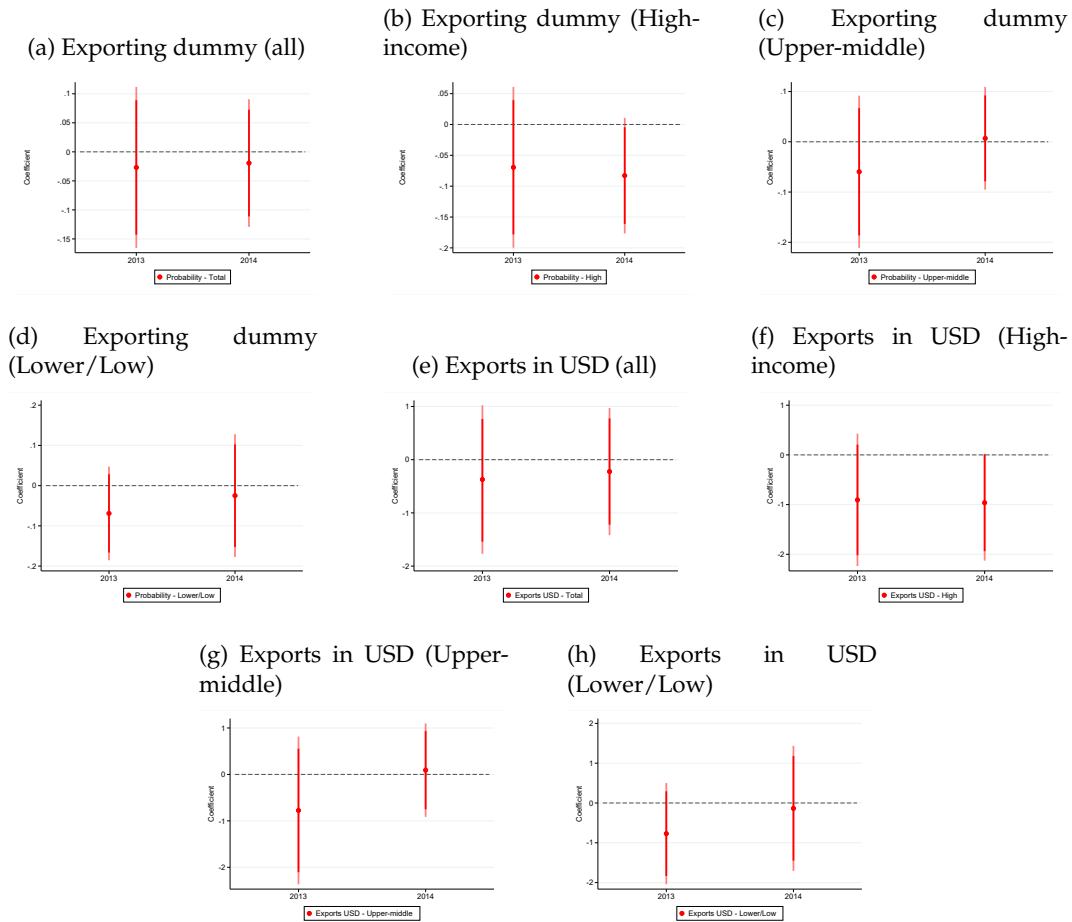 (a) Exporting dummy (all)
.1
.05
0
-.05
-.1
-.15
Coefficient
2013 2014
Probability - Total
(b) Exporting dummy (High-
income)
.05
0
-.05
-.1
-.15
-.2
Coefficient
2013 2014
Probability - High
(c) Exporting dummy
(Upper-middle)
.1
0
-.1
-.2
Coefficient
2013 2014
Probability - Upper-middle
(d) Exporting dummy
(Lower/Low)
.2
.1
0
-.1
-.2
Coefficient
2013 2014
Probability - Lower/Low
(e) Exports in USD (all)
1
0
-1
-2
Coefficient
2013 2014
Exports USD - Total
(f) Exports in USD (High-
income)
1
0
-1
-2
Coefficient
2013 2014
Exports USD - High
(g) Exports in USD (Upper-
middle)
1
0
-1
-2
Coefficient
2013 2014
Exports USD - Upper-middle
(h) Exports in USD
(Lower/Low)
2
1
0
-1
-2
Coefficient
2013 2014
Exports USD - Lower/Low